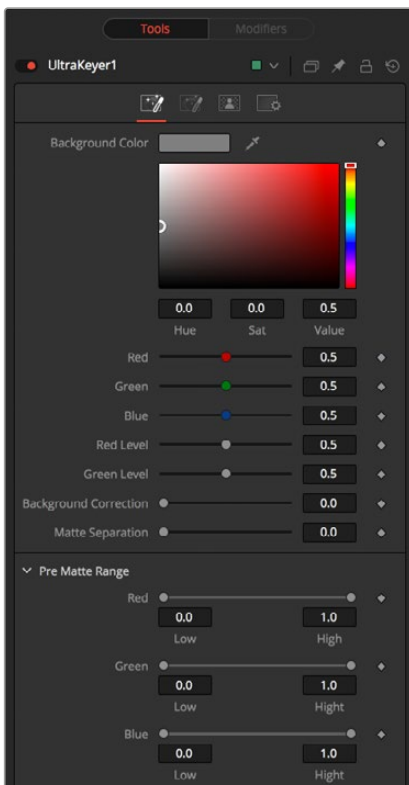 Tools Modifiers
UltraKeyer1
Background Color
0.0 0.0 0.5
Hue Sat Value
Red 0.5
Green 0.5
Blue 0.5
Red Level 0.5
Green Level 0.5
Background Correction 0.0
Matte Separation 0.0
Pre Matte Range
Red
0.0 1.0
Low High
Green
0.0 1.0
Low Hight
Blue
0.0 1.0
Low Hight